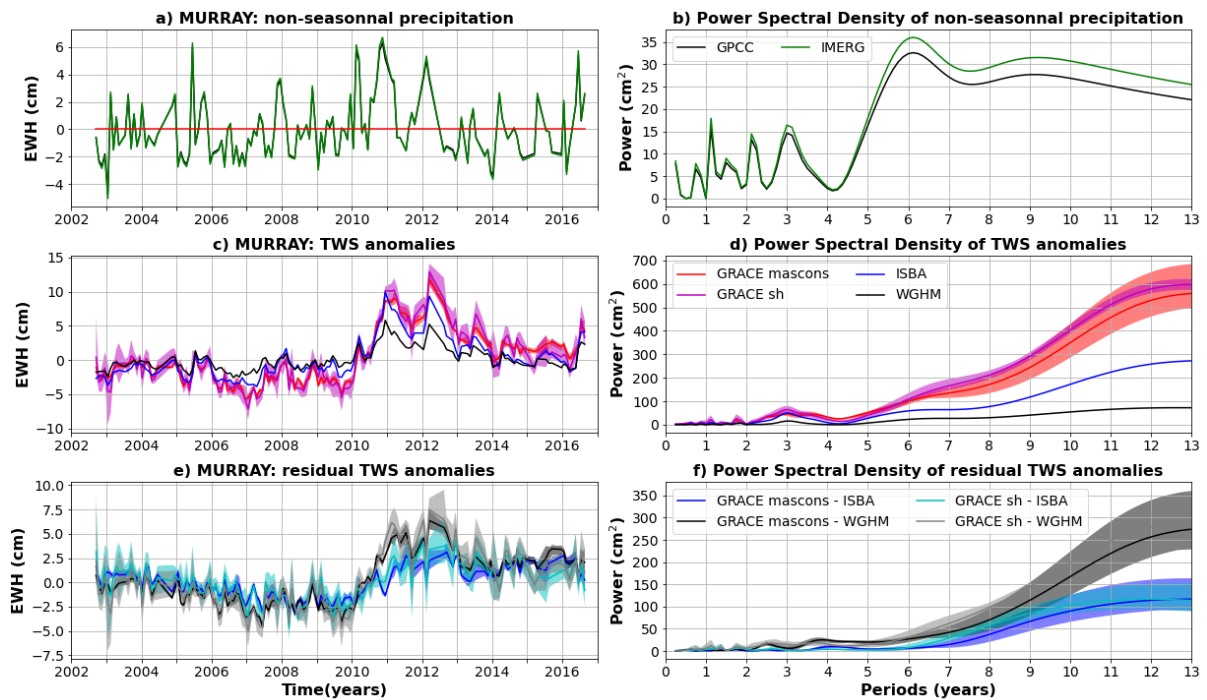 a) MURRAY: non-seasonnal precipitation
EWH (cm)
6
4
2
0
−2
−4
2002 2004 2006 2008 2010 2012 2014 2016
b) Power Spectral Density of non-seasonnal precipitation
GPCC IMERG
Power (cm²)
35
30
25
20
15
10
5
0
0 1 2 3 4 5 6 7 8 9 10 11 12 13
c) MURRAY: TWS anomalies
EWH (cm)
15
10
5
0
−5
−10
2002 2004 2006 2008 2010 2012 2014 2016
d) Power Spectral Density of TWS anomalies
GRACE mascons ISBA
GRACE sh WGHM
Power (cm²)
700
600
500
400
300
200
100
0
0 1 2 3 4 5 6 7 8 9 10 11 12 13
e) MURRAY: residual TWS anomalies
EWH (cm)
10.0
7.5
5.0
2.5
0.0
−2.5
−5.0
−7.5
2002 2004 2006 2008 2010 2012 2014 2016
Time(years)
f) Power Spectral Density of residual TWS anomalies
GRACE mascons - ISBA GRACE sh - ISBA
GRACE mascons - WGHM GRACE sh - WGHM
Power (cm²)
350
300
250
200
150
100
50
0
0 1 2 3 4 5 6 7 8 9 10 11 12 13
Periods (years)